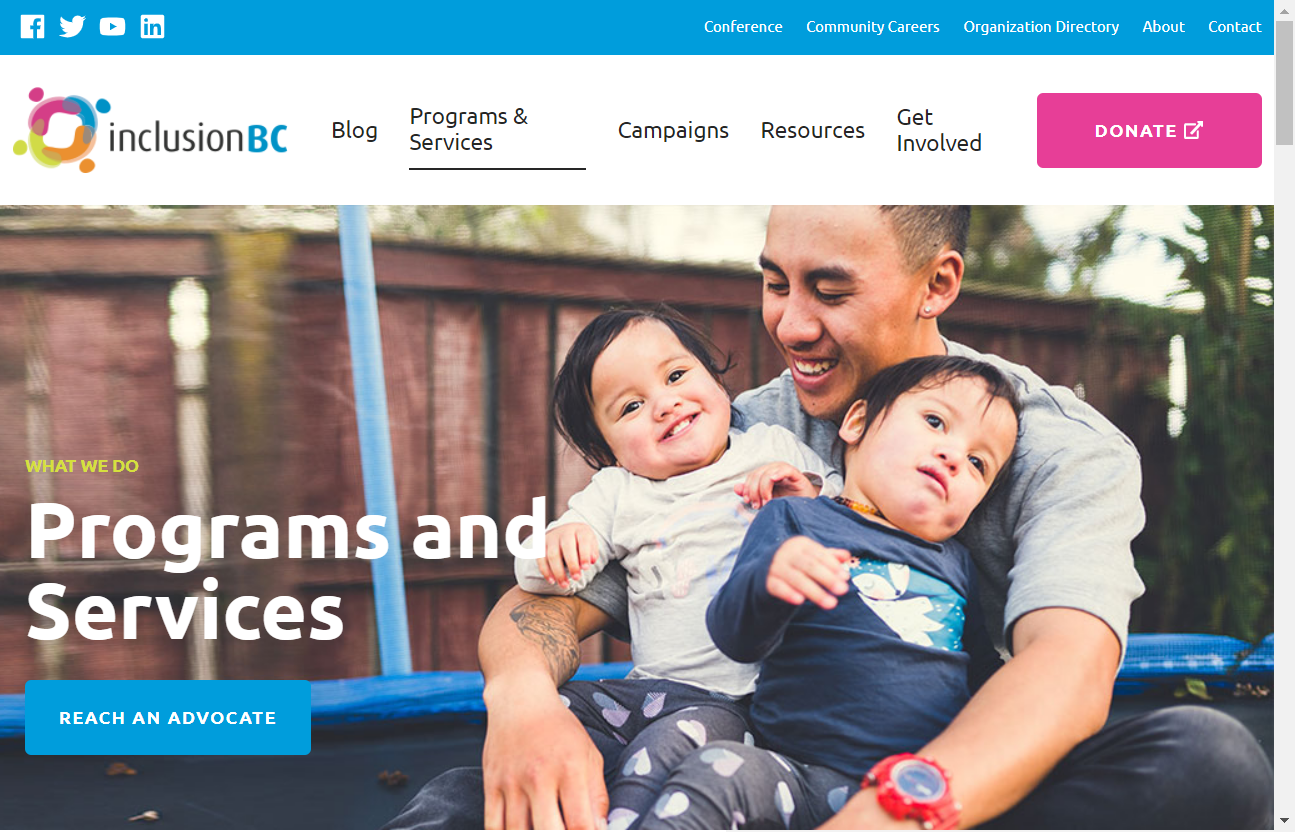 Conference Community Careers Organization Directory About Contact
inclusionBC
Blog
Programs &
Services
Campaigns
Resources
Get
Involved
DONATE
WHAT WE DO
Programs and
Services
REACH AN ADVOCATE